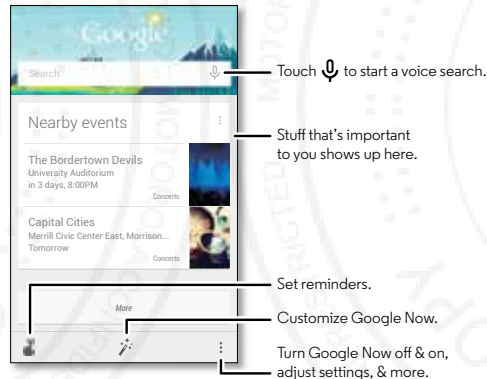 Google
Search
Touch to start a voice search.
Nearby events
Stuff that's important
to you shows up here.
The Bordertown Devils
University Auditorium
in 3 days, 8:00PM
Concerts
Capital Cities
Merrill Civic Center East, Morrison...
Tomorrow
Concerts
More
Set reminders.
Customize Google Now.
Turn Google Now off & on,
adjust settings, & more.